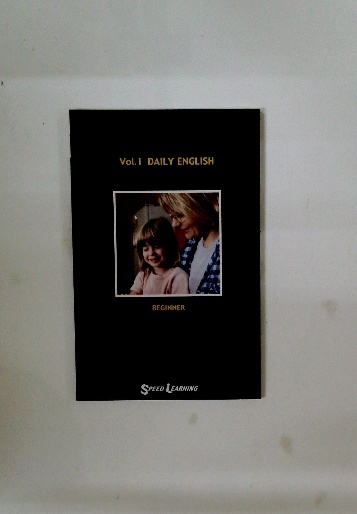 Vol.1 DAILY ENGLISH
BEGINNER
SPEED LEARNING